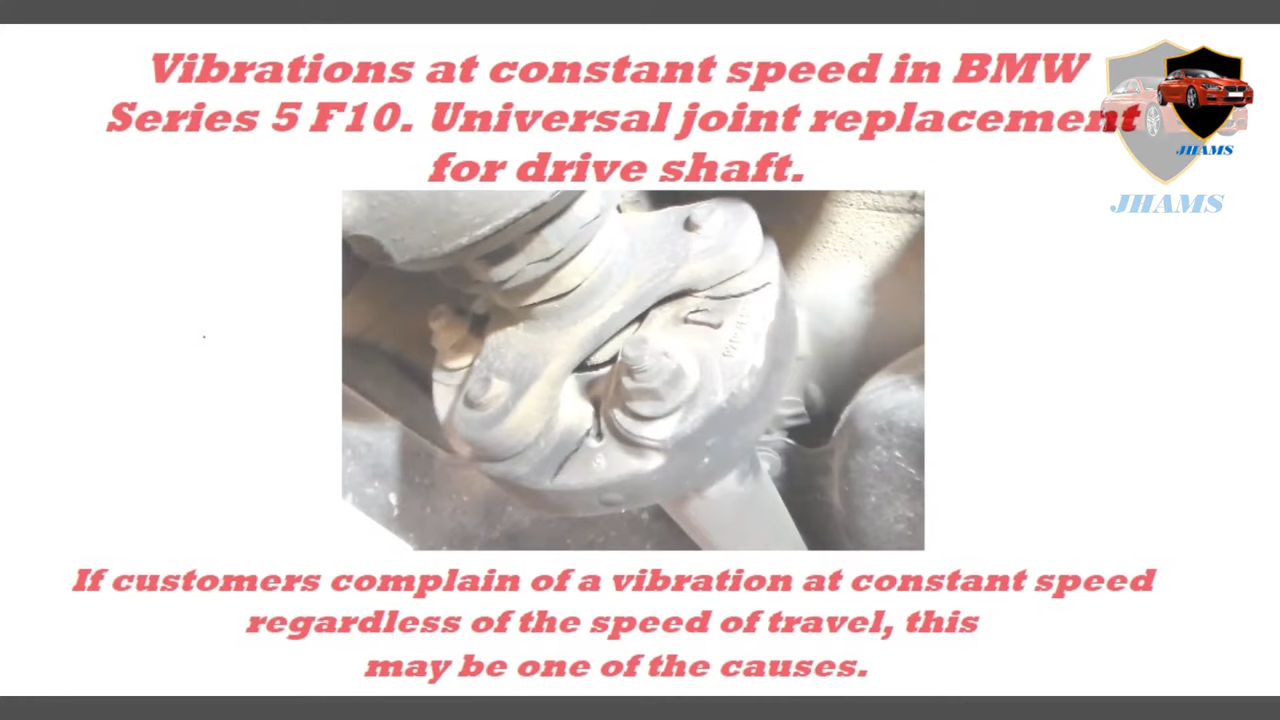 Vibrations at constant speed in BMW
Series 5 F10. Universal joint replacement
for drive shaft.
JHAMS
JHAMS
If customers complain of a vibration at constant speed
regardless of the speed of travel, this
may be one of the causes.